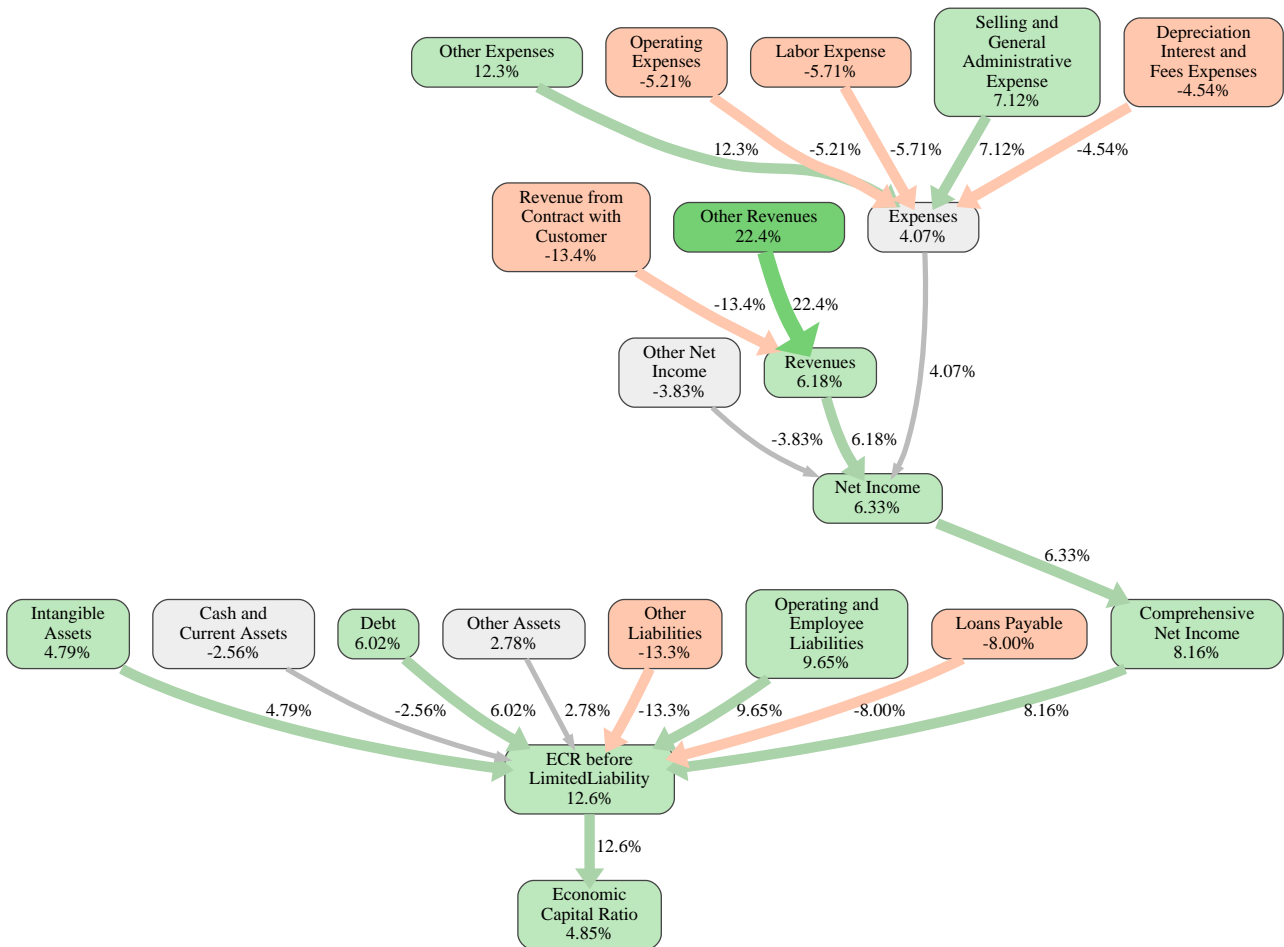 Other Expenses
12.3%
Operating
Expenses
-5.21%
Labor Expense
-5.71%
Selling and
General
Administrative
Expense
7.12%
Depreciation
Interest and
Fees Expenses
-4.54%
12.3%
-5.21%
-5.71%
7.12%
-4.54%
Revenue from
Contract with
Customer
-13.4%
Other Revenues
22.4%
Expenses
4.07%
-13.4%
22.4%
Other Net
Income
-3.83%
Revenues
6.18%
4.07%
-3.83%
6.18%
Net Income
6.33%
6.33%
Intangible
Assets
4.79%
Cash and
Current Assets
-2.56%
Debt
6.02%
Other Assets
2.78%
Other
Liabilities
-13.3%
Operating and
Employee
Liabilities
9.65%
Loans Payable
-8.00%
Comprehensive
Net Income
8.16%
4.79%
-2.56%
6.02%
2.78%
-13.3%
9.65%
-8.00%
8.16%
ECR before
LimitedLiability
12.6%
12.6%
Economic
Capital Ratio
4.85%